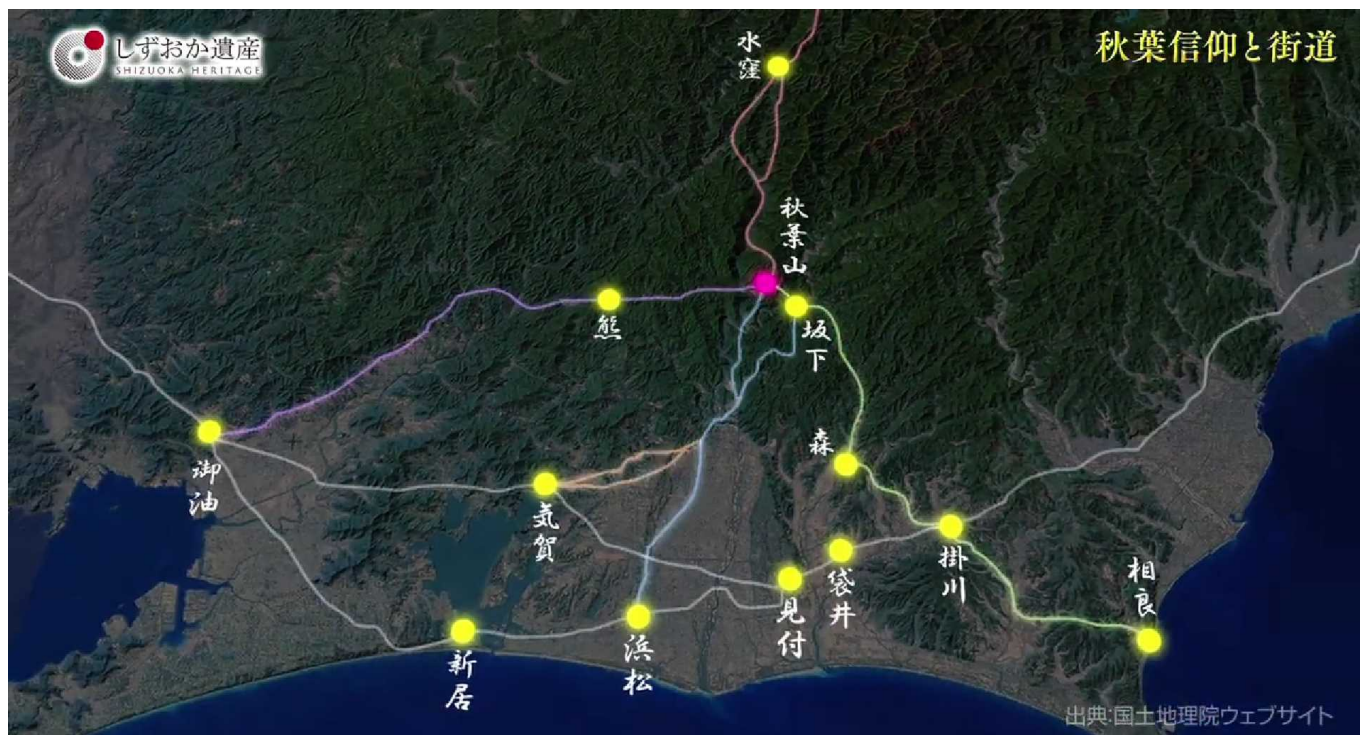 しずおか遺産
SHIZUOKA HERITAGE
秋葉信仰と街道
水窪
秋葉山
熊
坂下
御油
森
気賀
掛川
袋井
相良
見付
浜松
新居
出典:国土地理院ウェブサイト